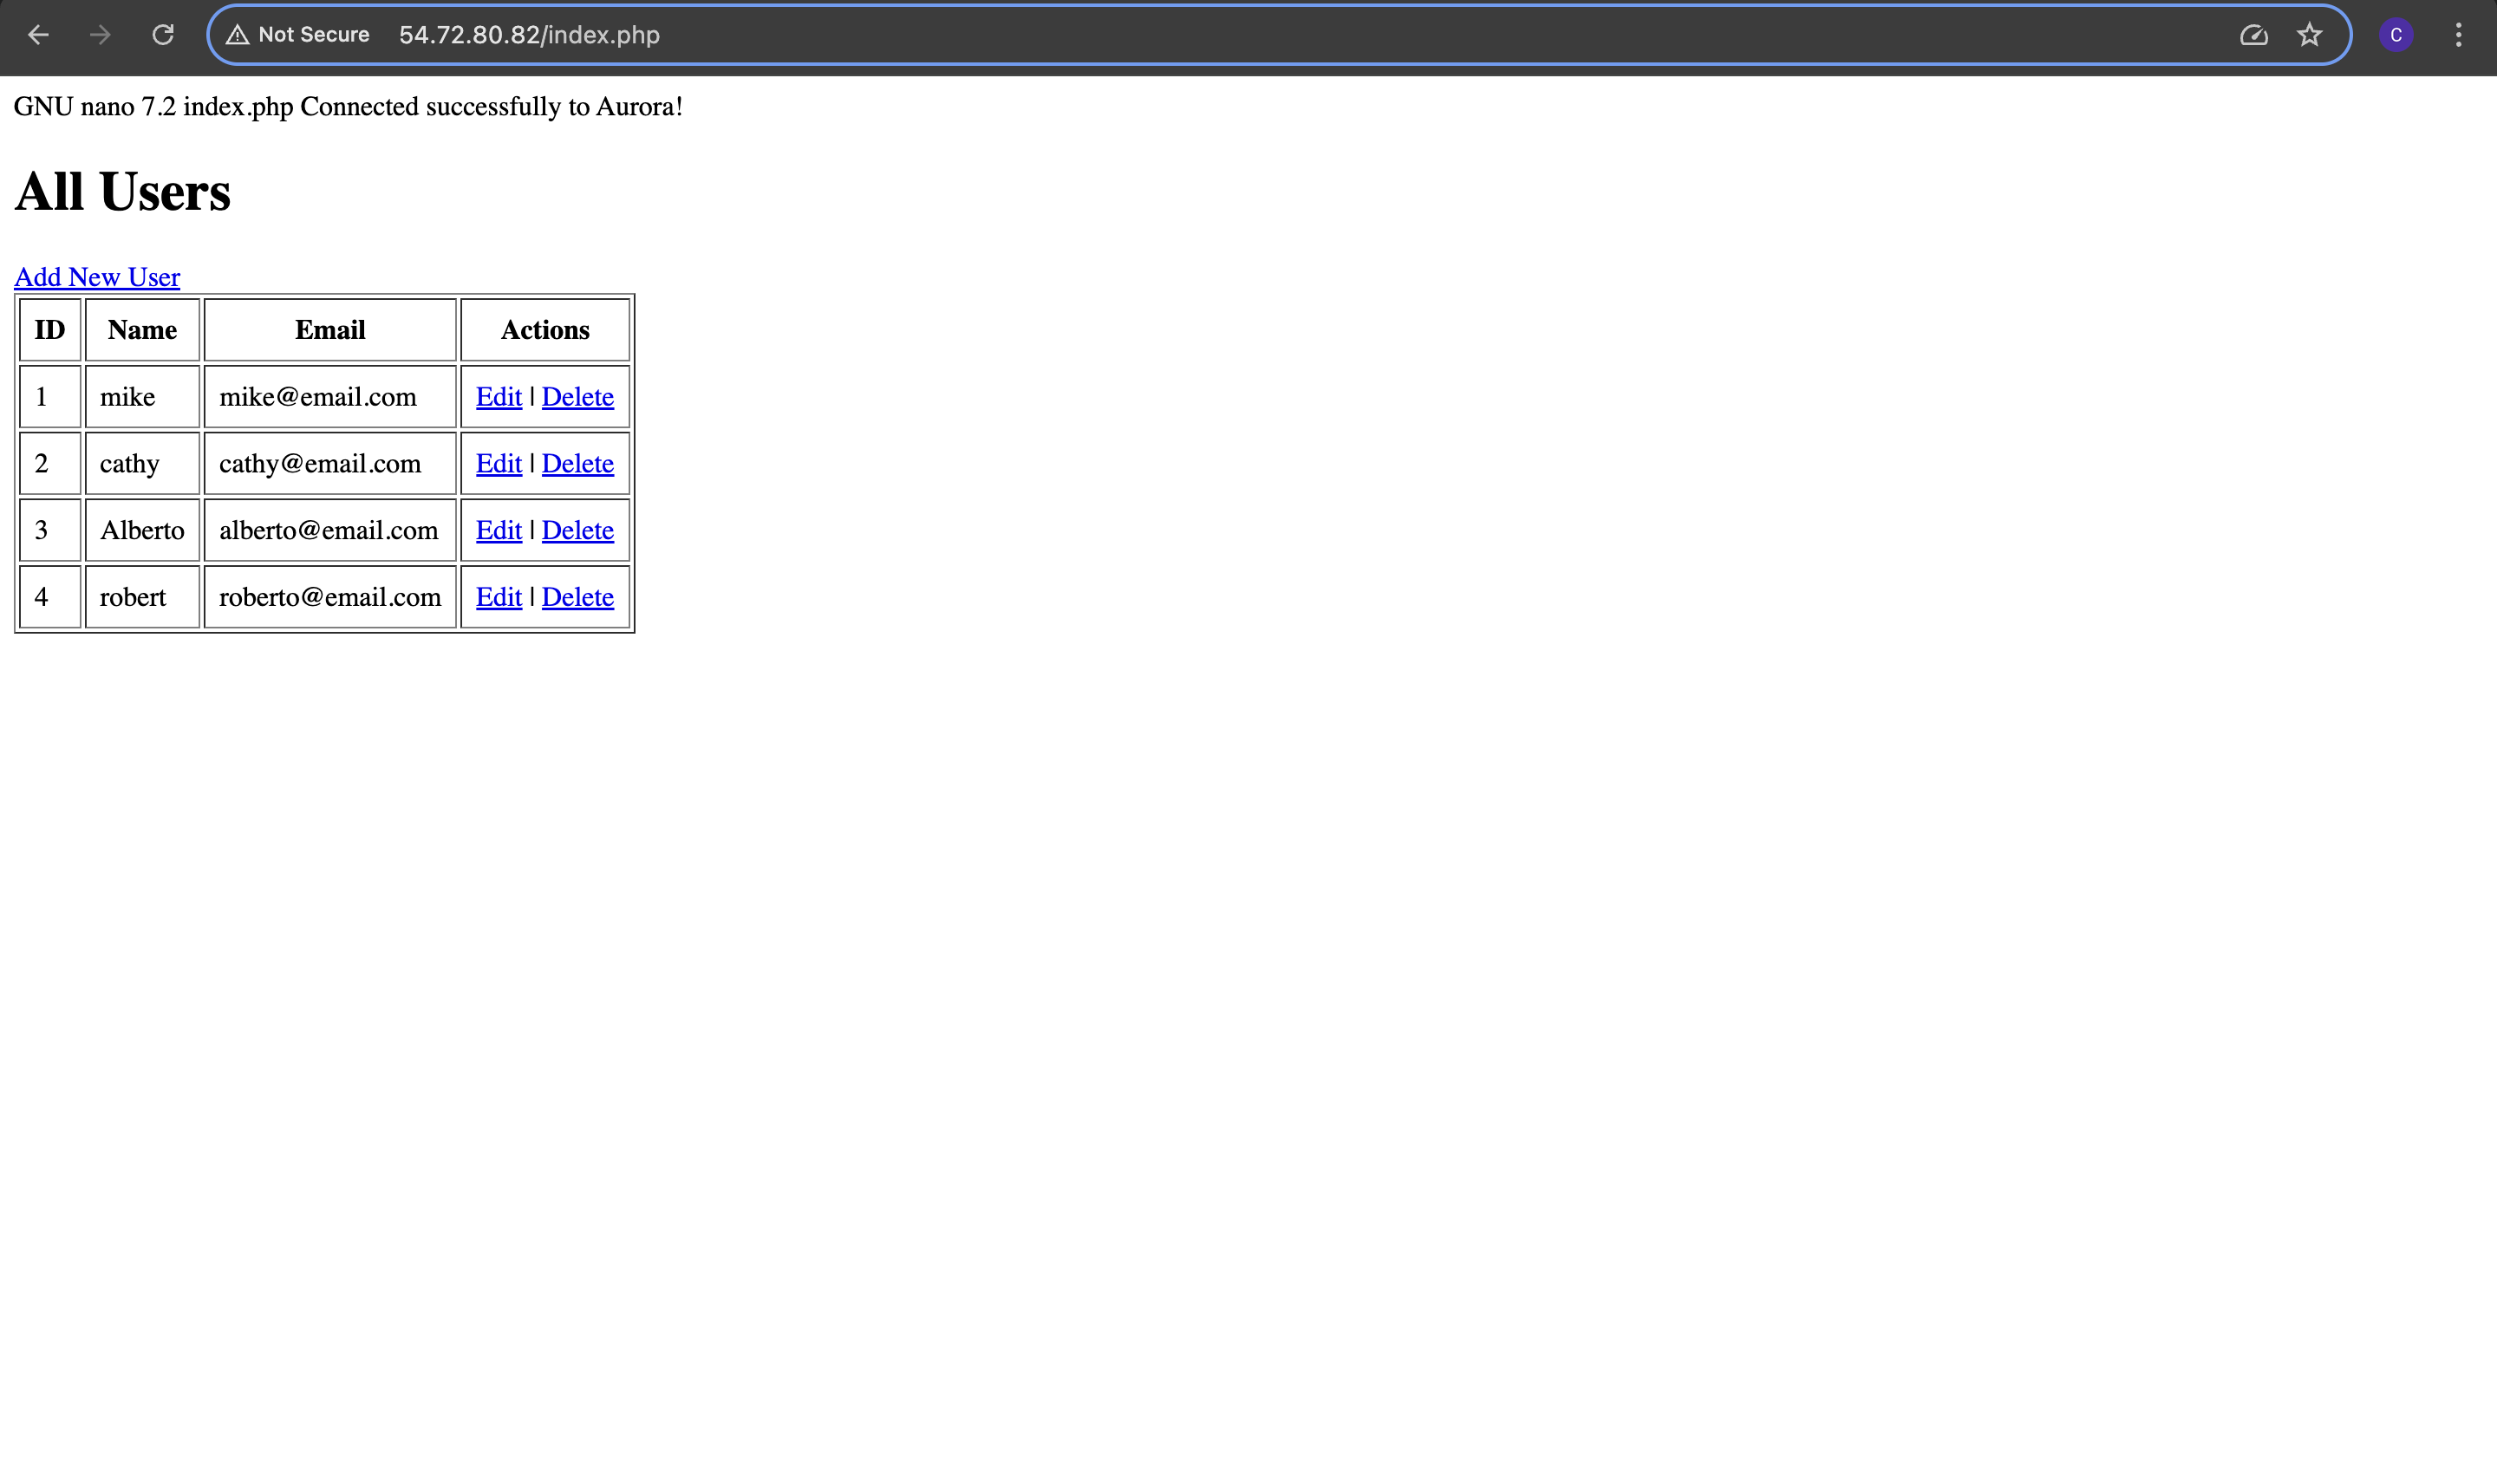 Not Secure 54.72.80.82/index.php
C
GNU nano 7.2 index.php Connected successfully to Aurora!
All Users
Add New User
ID Name Email Actions
1 mike mike@email.com Edit | Delete
2 cathy cathy@email.com Edit | Delete
3 Alberto alberto@email.com Edit | Delete
4 robert roberto@email.com Edit | Delete